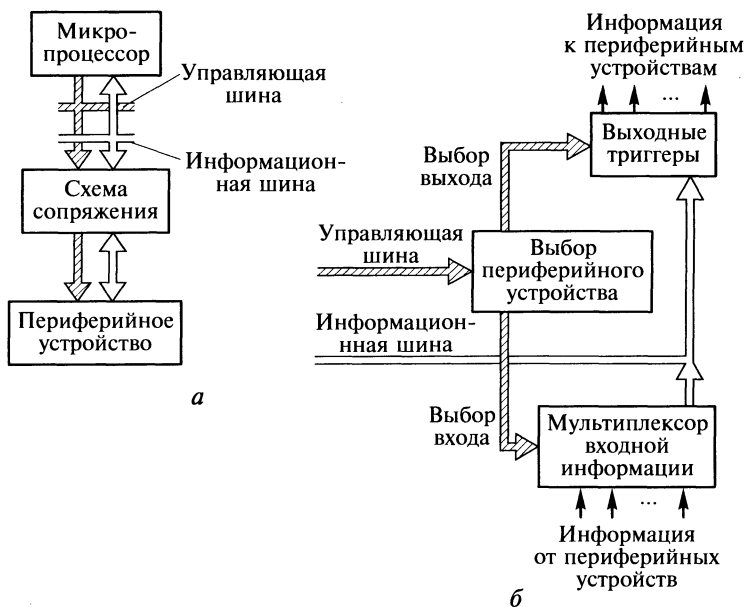 Микро-
процессор
Управляющая
шина
Информацион-
ная шина
Схема
сопряжения
Периферийное
устройство
а
Информация
к периферийным
устройствам
...
Выходные
триггеры
Выбор
выхода
Управляющая
шина
Выбор
периферийного
устройства
Информацион-
нная шина
Выбор
входа
Мультиплексор
входной
информации
...
Информация
от периферийных
устройств
б